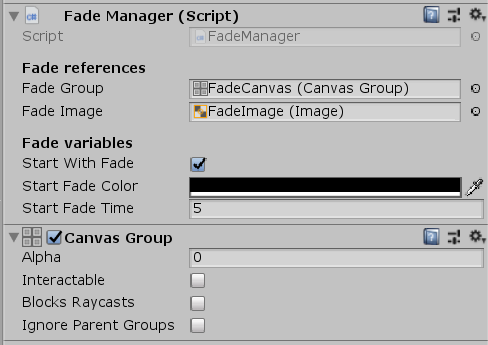 Fade Manager (Script)
Script FadeManager
Fade references
Fade Group FadeCanvas (Canvas Group)
Fade Image FadeImage (Image)
Fade variables
Start With Fade
Start Fade Color
Start Fade Time 5
Canvas Group
Alpha 0
Interactable
Blocks Raycasts
Ignore Parent Groups